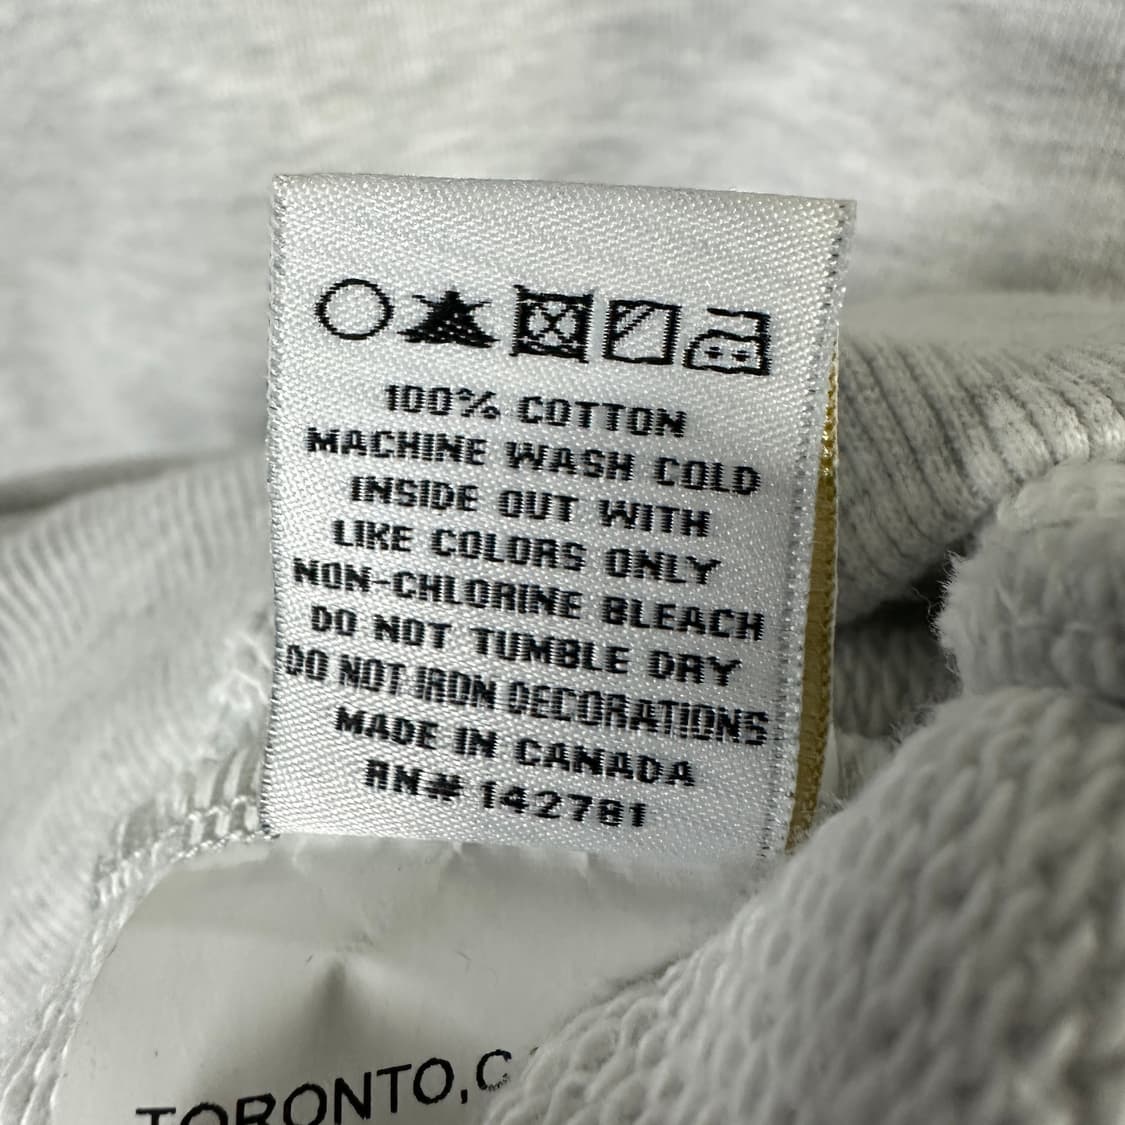 100% COTTON
MACHINE WASH COLD
INSIDE OUT WITH
LIKE COLORS ONLY
NON-CHLORINE BLEACH
DO NOT TUMBLE DRY
DO NOT IRON DECORATIONS
MADE IN CANADA
RN# 142781
TORONTO, C